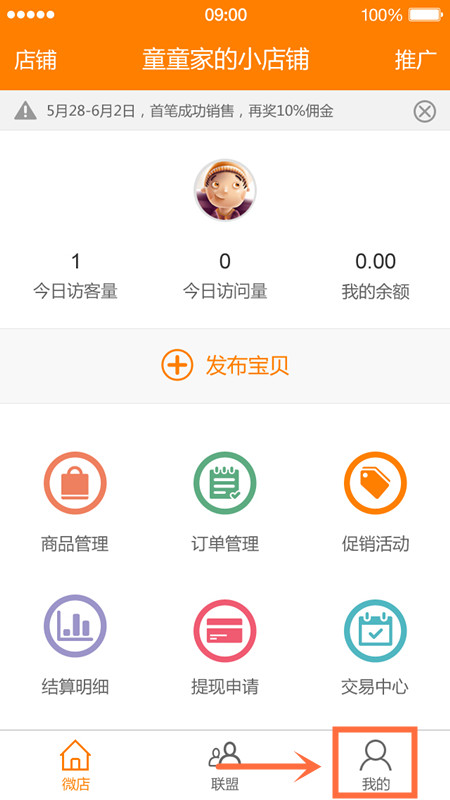 09:00 100%
店铺 童童家的小店铺 推广
5月28-6月2日，首笔成功销售，再奖10%佣金
1 0 0.00
今日访客量 今日访问量 我的余额
发布宝贝
商品管理 订单管理 促销活动
结算明细 提现申请 交易中心
微店 联盟 我的